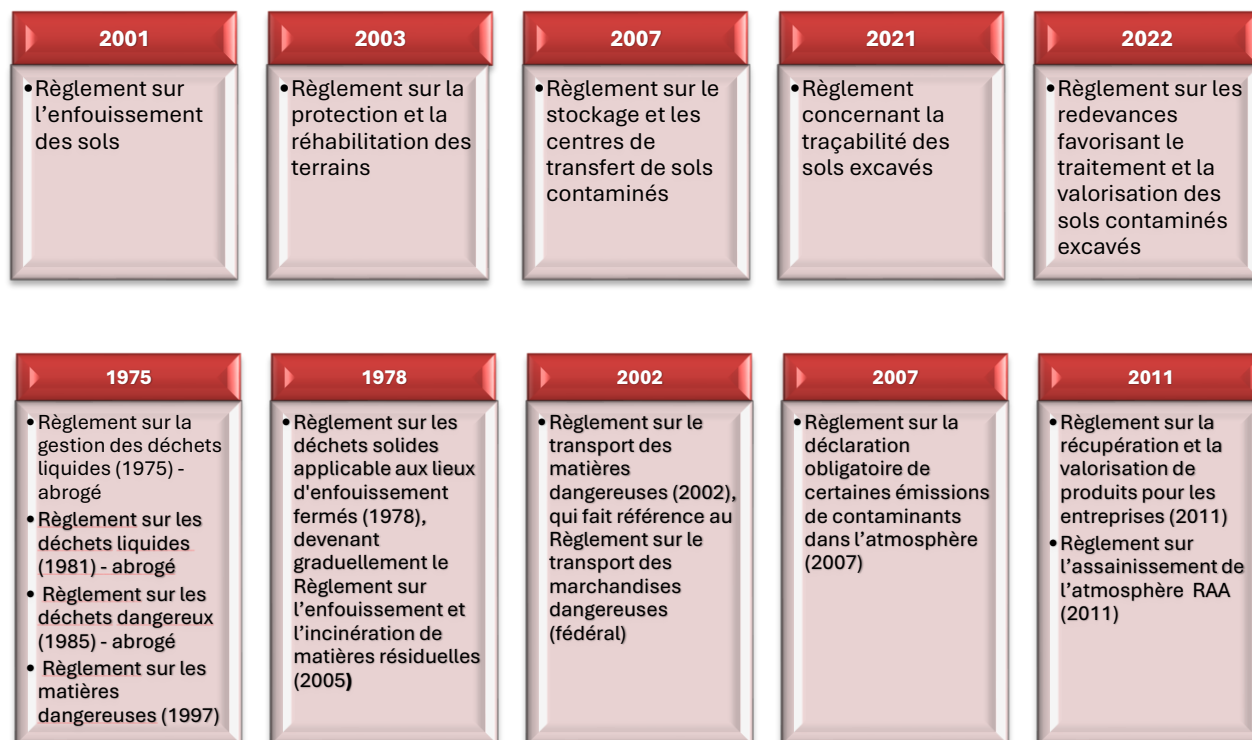 2001
•Règlement sur
l’enfouissement
des sols
2003
•Règlement sur la
protection et la
réhabilitation des
terrains
2007
•Règlement sur le
stockage et les
centres de
transfert de sols
contaminés
2021
•Règlement
concernant la
traçabilité des
sols excavés
2022
•Règlement sur les
redevances
favorisant le
traitement et la
valorisation des
sols contaminés
excavés
1975
•Règlement sur la
gestion des déchets
liquides (1975) -
abrogé
•Règlement sur les
déchets liquides
(1981) - abrogé
• Règlement sur les
déchets dangereux
(1985) - abrogé
• Règlement sur les
matières
dangereuses (1997)
1978
•Règlement sur les
déchets solides
applicable aux lieux
d'enfouissement
fermés (1978),
devenant
graduellement le
Règlement sur
l’enfouissement et
l’incinération de
matières résiduelles
(2005)
2002
•Règlement sur le
transport des
matières
dangereuses (2002),
qui fait référence au
Règlement sur le
transport des
marchandises
dangereuses
(fédéral)
2007
•Règlement sur la
déclaration
obligatoire de
certaines émissions
de contaminants
dans l’atmosphère
(2007)
2011
•Règlement sur la
récupération et la
valorisation de
produits pour les
entreprises (2011)
•Règlement sur
l’assainissement de
l’atmosphère RAA
(2011)